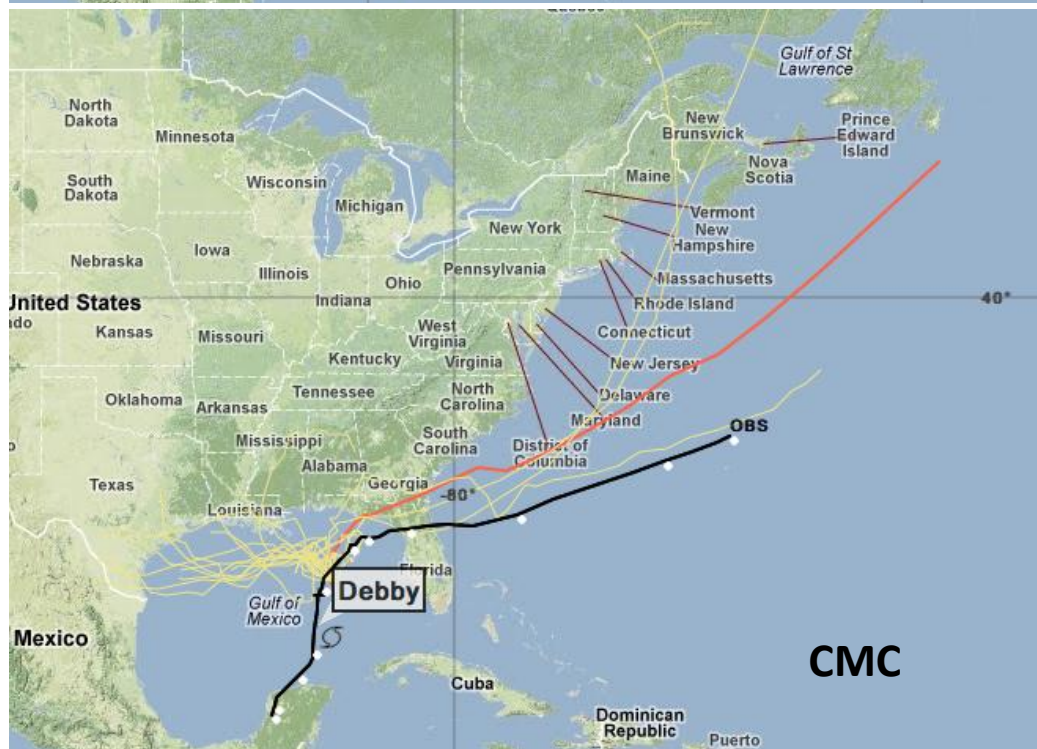 Quebec
Gulf of St
Lawrence
North
Dakota
Minnesota
New
Brunswick
Prince
Edward
Island
South
Dakota
Wisconsin
Michigan
Maine
Nova
Scotia
Vermont
New York
New
Hampshire
Iowa
Nebraska
Illinois
Ohio
Pennsylvania
Massachusetts
Rhode Island
United States
Indiana
40°
Kansas
Missouri
West
Virginia
Connecticut
Kentucky
Virginia
New Jersey
Oklahoma
Tennessee
North
Carolina
Delaware
Arkansas
Maryland
Mississippi
South
Carolina
District of
Columbia
OBS
Alabama
Texas
Georgia
-80°
Louisiana
Florida
Debby
Gulf of
Mexico
Mexico
CMC
Cuba
Dominican
Republic
Puerto